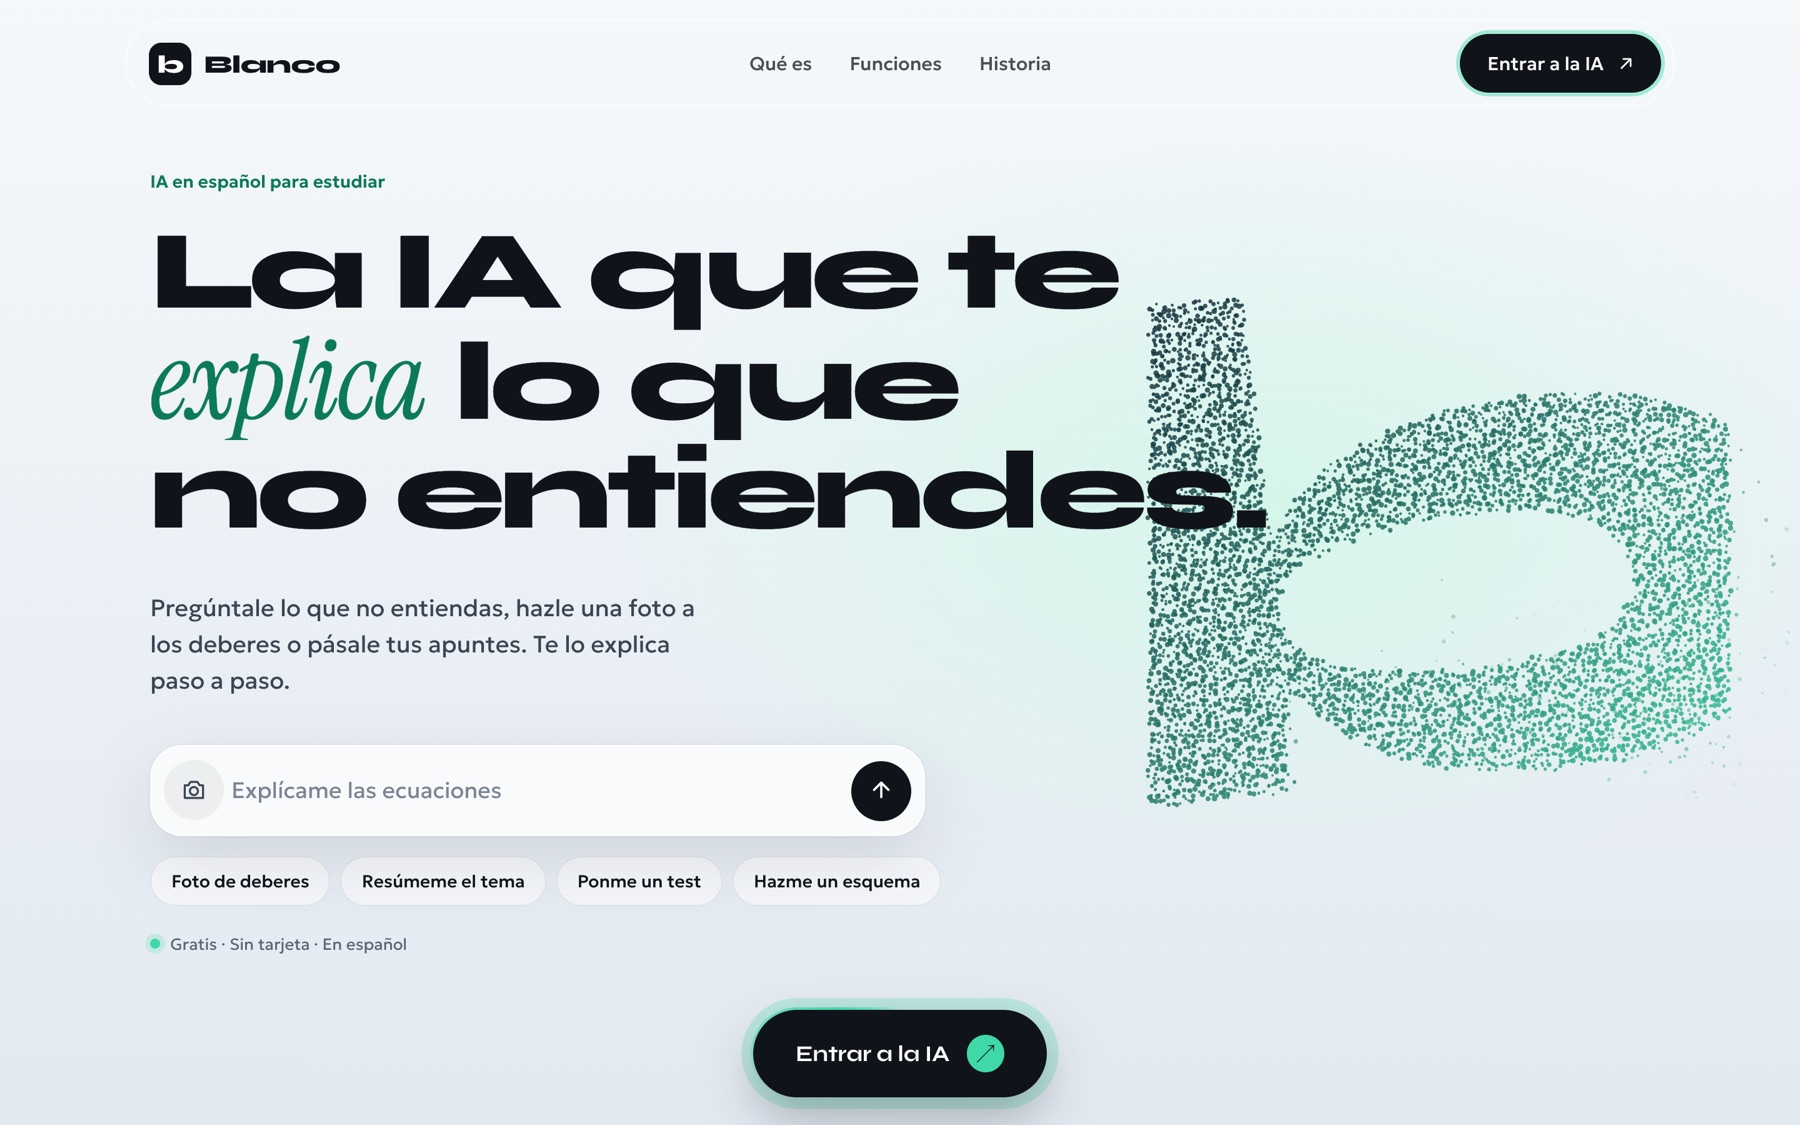 b Blanco
Qué es
Funciones
Historia
Entrar a la IA
IA en español para estudiar
La IA que te
explica lo que
no entiendes.
Pregúntale lo que no entiendas, hazle una foto a
los deberes o pásale tus apuntes. Te lo explica
paso a paso.
Explícame las ecuaciones
Foto de deberes
Resúmeme el tema
Ponme un test
Hazme un esquema
Gratis · Sin tarjeta · En español
Entrar a la IA
b